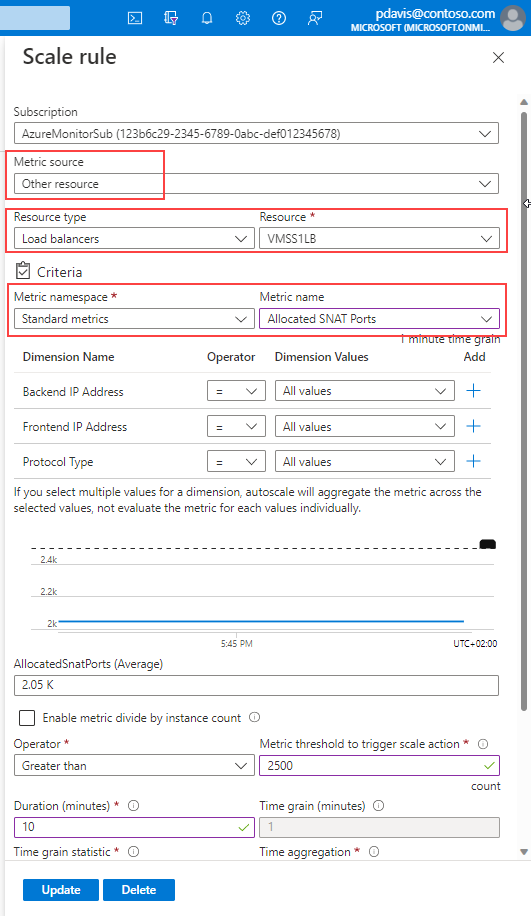 pdavis@contoso.com
MICROSOFT (MICROSOFT.ONMI...
Scale rule
Subscription
AzureMonitorSub (123b6c29-2345-6789-0abc-def012345678)
Metric source
Other resource
Resource type Resource *
Load balancers VMSS1LB
Criteria
Metric namespace * Metric name
Standard metrics Allocated SNAT Ports
1 minute time grain
Dimension Name Operator Dimension Values Add
Backend IP Address = All values
Frontend IP Address = All values
Protocol Type = All values
If you select multiple values for a dimension, autoscale will aggregate the metric across the
selected values, not evaluate the metric for each values individually.
2.4k
2.2k
2k
5:45 PM UTC+02:00
AllocatedSnatPorts (Average)
2.05 K
Enable metric divide by instance count
Operator * Metric threshold to trigger scale action *
Greater than 2500
count
Duration (minutes) * Time grain (minutes)
10 1
Time grain statistic * Time aggregation *
Update Delete